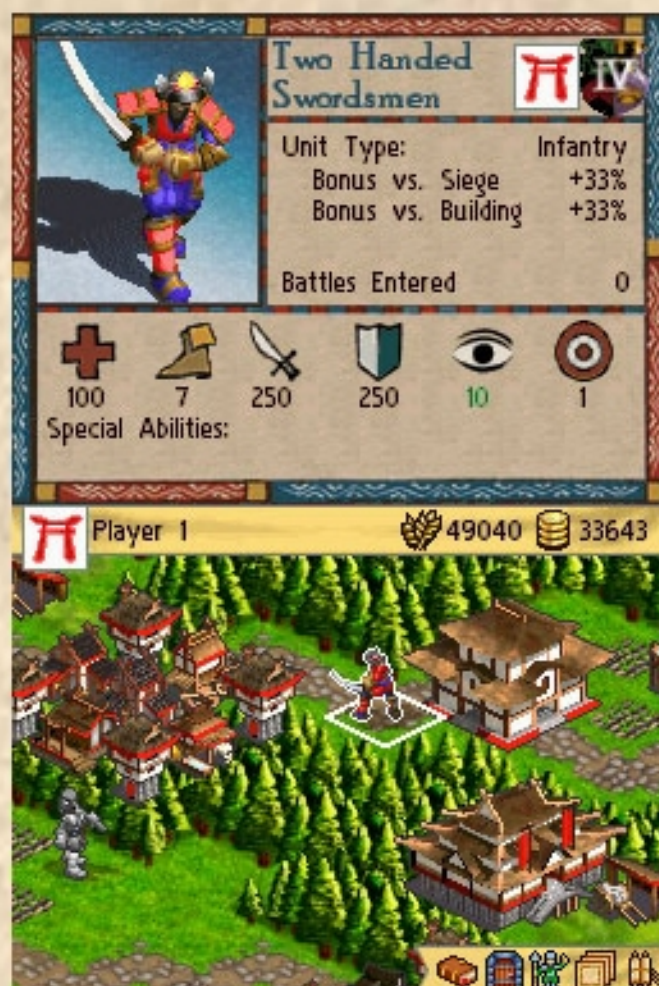 Two Handed
Swordsmen
IV
Unit Type: Infantry
Bonus vs. Siege +33%
Bonus vs. Building +33%
Battles Entered 0
100 7 250 250 10 1
Special Abilities:
Player 1 49040 33643